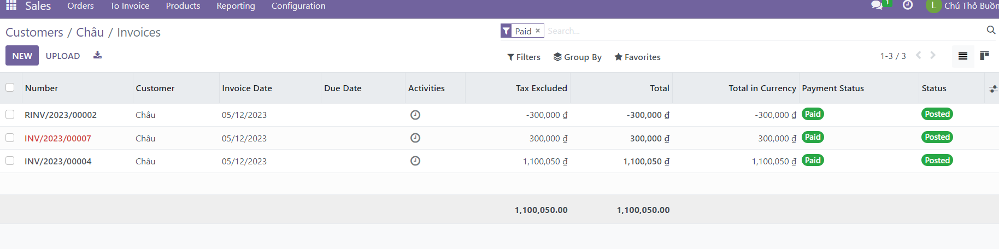 Sales Orders To Invoice Products Reporting Configuration 1 L Chú Thỏ Buồn
Customers / Châu / Invoices Paid × Search...
NEW UPLOAD Filters Group By Favorites 1-3 / 3
Number Customer Invoice Date Due Date Activities Tax Excluded Total Total in Currency Payment Status Status
RINV/2023/00002 Châu 05/12/2023 -300,000 ₫ -300,000 ₫ -300,000 ₫ Paid Posted
INV/2023/00007 Châu 05/12/2023 300,000 ₫ 300,000 ₫ 300,000 ₫ Paid Posted
INV/2023/00004 Châu 05/12/2023 1,100,050 ₫ 1,100,050 ₫ 1,100,050 ₫ Paid Posted
1,100,050.00 1,100,050.00